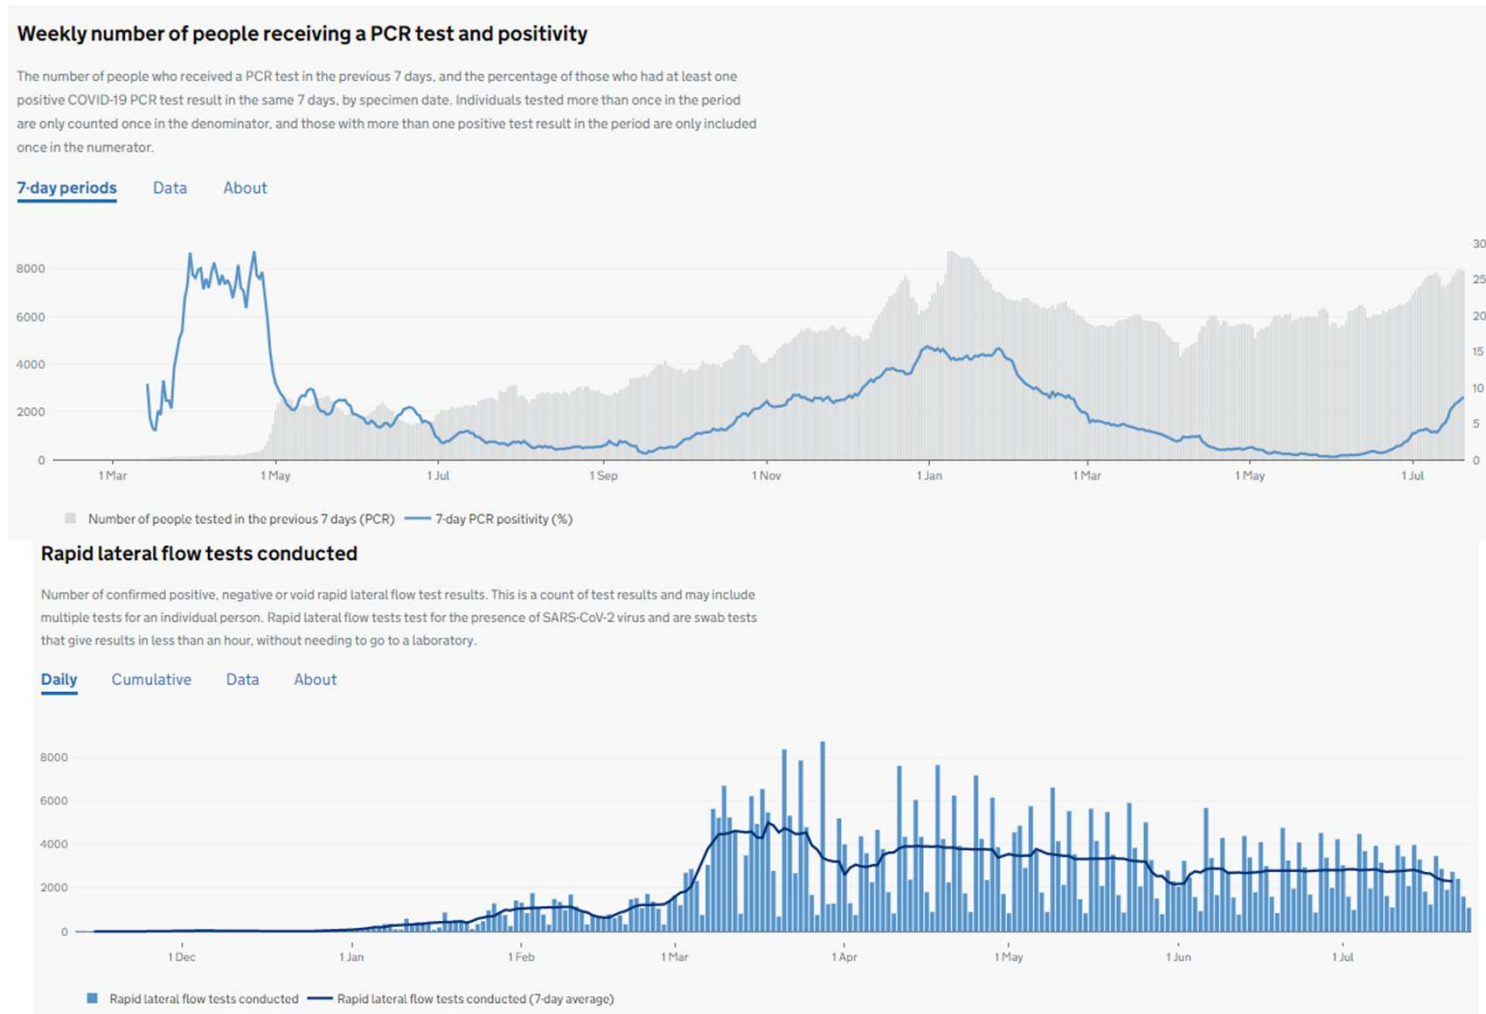 Weekly number of people receiving a PCR test and positivity
The number of people who received a PCR test in the previous 7 days, and the percentage of those who had at least one
positive COVID-19 PCR test result in the same 7 days, by specimen date. Individuals tested more than once in the period
are only counted once in the denominator, and those with more than one positive test result in the period are only included
once in the numerator.
7-day periods Data About
30
8000 25
6000 20
15
4000
10
2000
5
0 0
1 Mar 1 May 1 Jul 1 Sep 1 Nov 1 Jan 1 Mar 1 May 1 Jul
Number of people tested in the previous 7 days (PCR) 7-day PCR positivity (%)
Rapid lateral flow tests conducted
Number of confirmed positive, negative or void rapid lateral flow test results. This is a count of test results and may include
multiple tests for an individual person. Rapid lateral flow tests test for the presence of SARS-CoV-2 virus and are swab tests
that give results in less than an hour, without needing to go to a laboratory.
Daily Cumulative Data About
8000
6000
4000
2000
0
1 Dec 1 Jan 1 Feb 1 Mar 1 Apr 1 May 1 Jun 1 Jul
Rapid lateral flow tests conducted Rapid lateral flow tests conducted (7-day average)